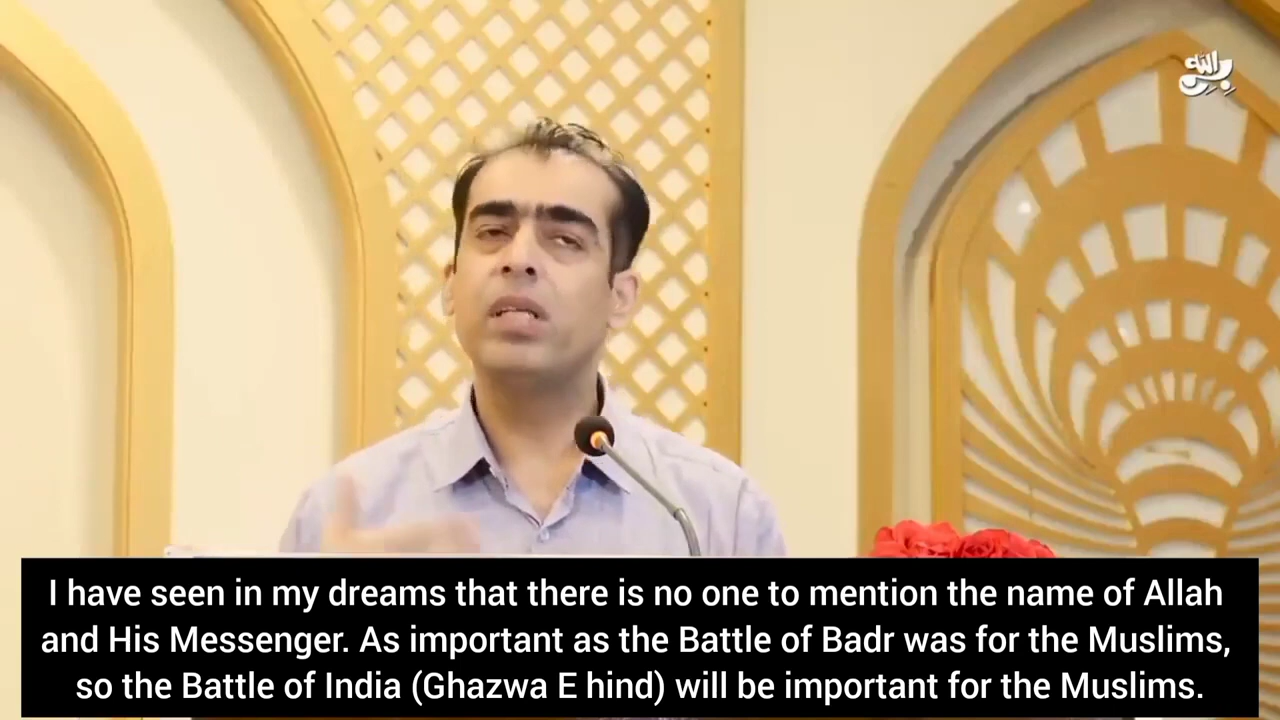 بسم الله
I have seen in my dreams that there is no one to mention the name of Allah
and His Messenger. As important as the Battle of Badr was for the Muslims,
so the Battle of India (Ghazwa E hind) will be important for the Muslims.